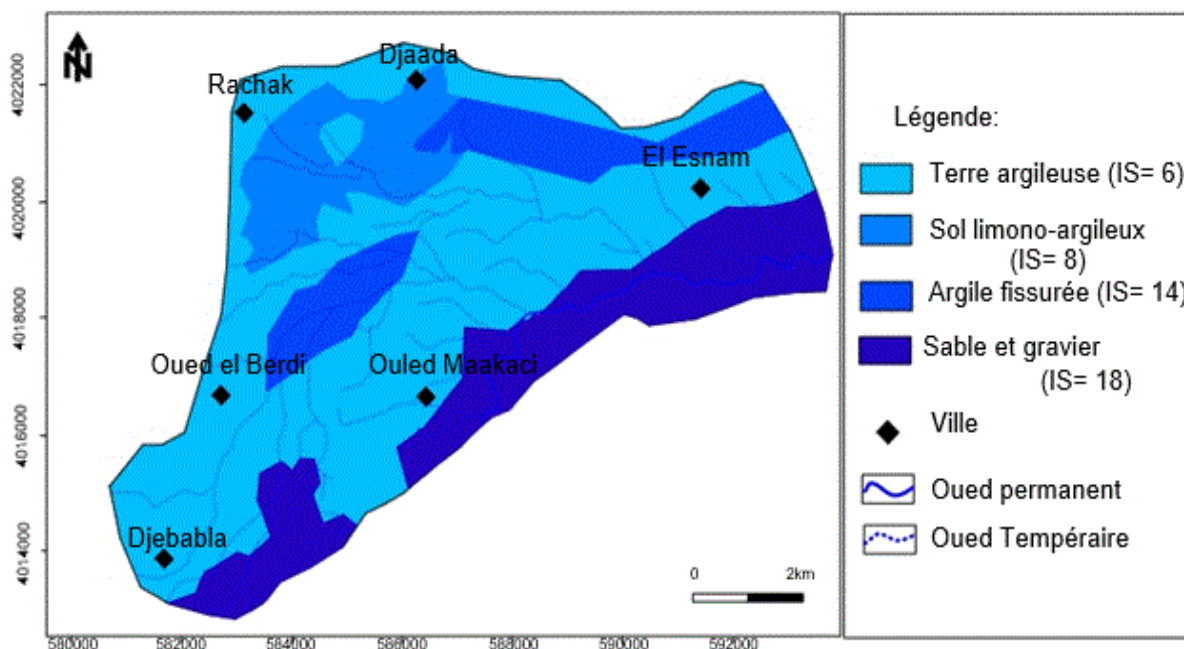 N
Djaada
Rachak
El Esnam
Oued el Berdi
Ouled Maakaci
Djebabla
4022000
4020000
4018000
4016000
4014000
580000
582000
584000
586000
588000
590000
592000
0
2km
Légende:
Terre argileuse (IS= 6)
Sol limono-argileux
(IS= 8)
Argile fissurée (IS= 14)
Sable et gravier
(IS= 18)
Ville
Oued permanent
Oued Tempéraire